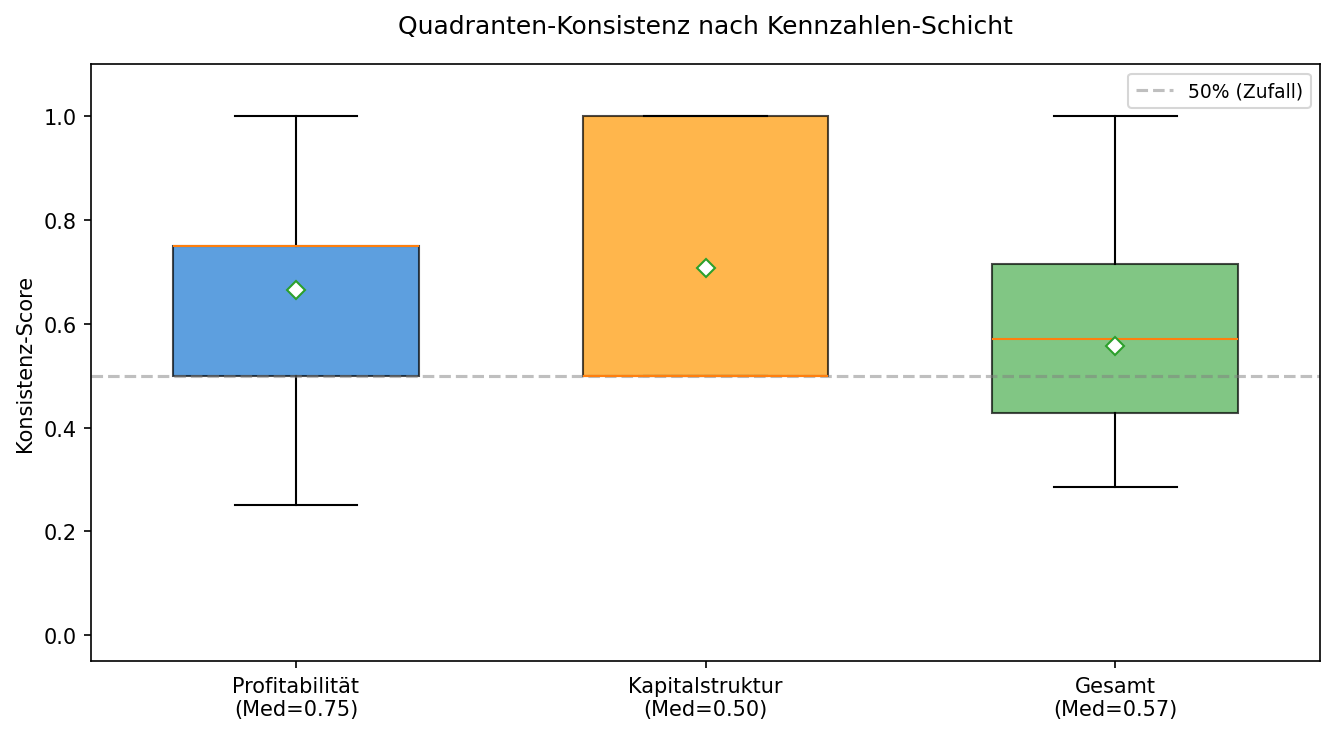 Quadranten-Konsistenz nach Kennzahlen-Schicht
50% (Zufall)
Konsistenz-Score
1.0
0.8
0.6
0.4
0.2
0.0
Profitabilität
(Med=0.75)
Kapitalstruktur
(Med=0.50)
Gesamt
(Med=0.57)